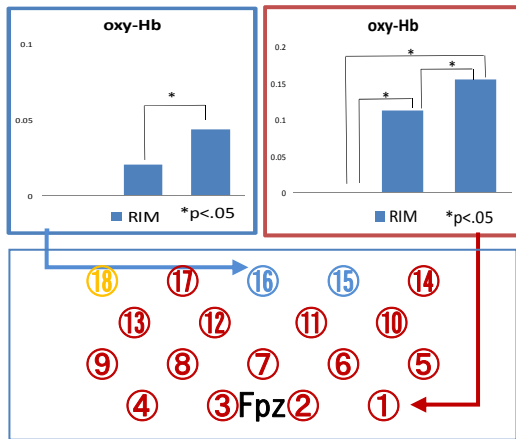 oxy-Hb
0.1
*
0.05
0
RIM *p<.05
oxy-Hb
0.2
*
* *
0.15
0.1
0.05
0
RIM *p<.05
⑱ ⑰ ⑯ ⑮ ⑭
⑬ ⑫ ⑪ ⑩
⑨ ⑧ ⑦ ⑥ ⑤
④ ③Fpz② ①